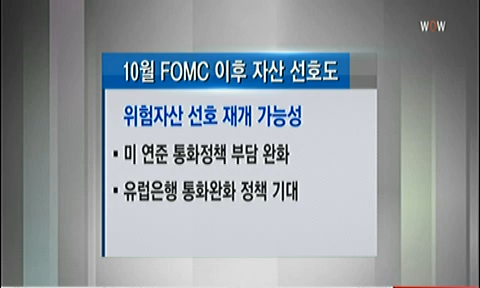 WOW
10월 FOMC 이후 자산 선호도
위험자산 선호 재개 가능성
▪ 미 연준 통화정책 부담 완화
▪ 유럽은행 통화완화 정책 기대